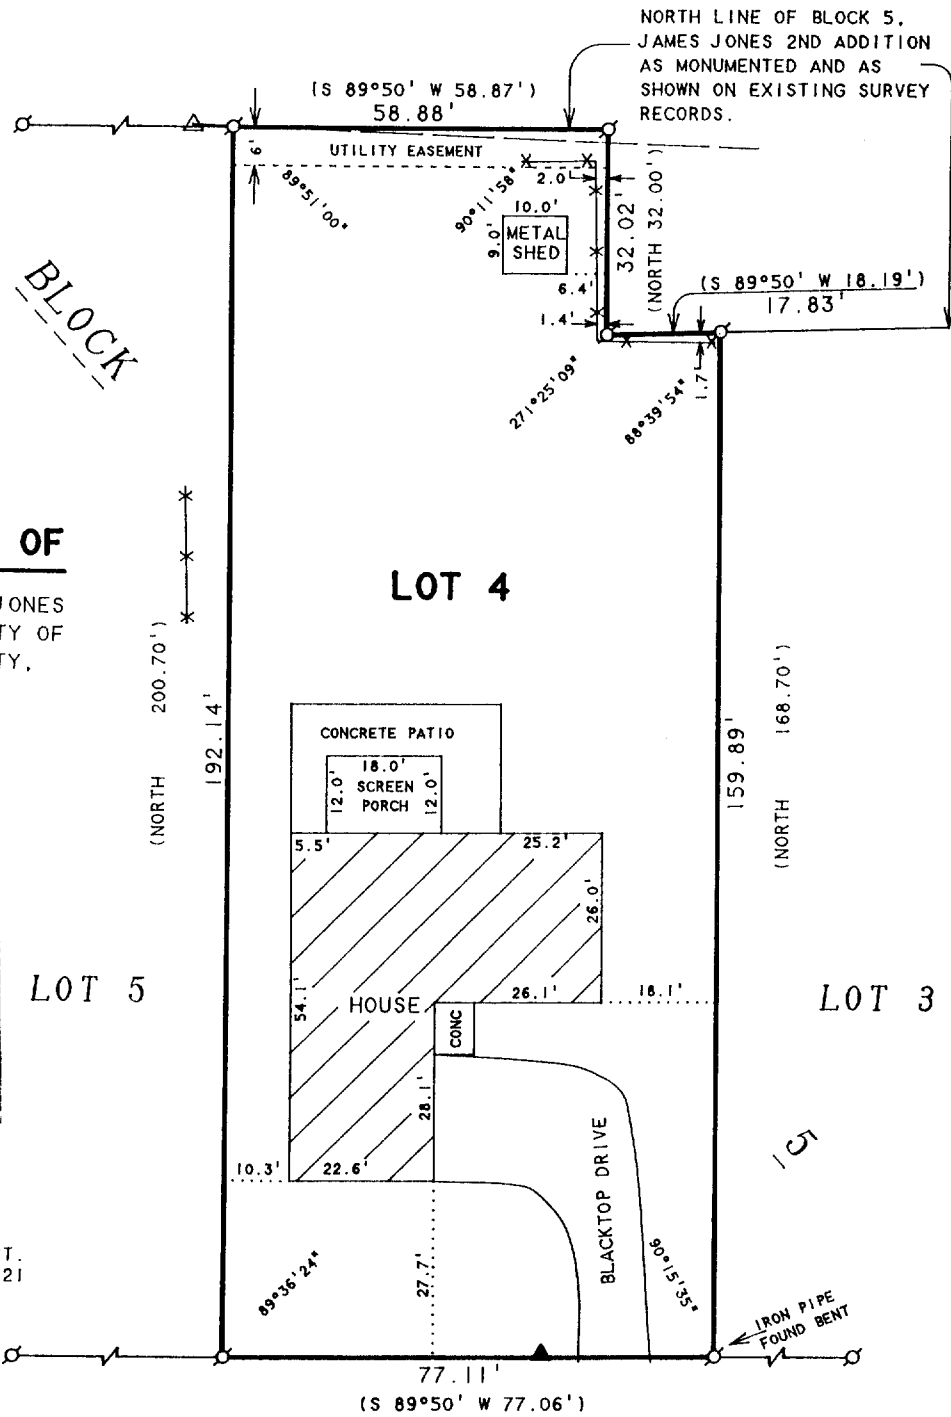 NORTH LINE OF BLOCK 5,
JAMES JONES 2ND ADDITION
AS MONUMENTED AND AS
SHOWN ON EXISTING SURVEY
RECORDS.
(S 89°50' W 58.87')
58.88'
6'
UTILITY EASEMENT
89°51'00"
90°11'58"
2.0'
10.0'
9.0'
METAL
SHED
32.02'
(NORTH 32.00')
6.4'
1.4'
(S 89°50' W 18.19')
17.83'
1.7'
271°25'09"
88°39'54"
BLOCK
OF
JONES
TY OF
TY,
LOT 4
(NORTH 200.70')
192.14'
159.89'
(NORTH 168.70')
CONCRETE PATIO
18.0'
12.0'
SCREEN
PORCH
12.0'
5.5'
25.2'
26.0'
54.1'
HOUSE
26.1'
18.1'
CONC
28.1'
LOT 5
LOT 3
5
10.3'
22.6'
27.7'
BLACKTOP DRIVE
T.
21
89°36'24"
90°15'35"
IRON PIPE
FOUND BENT
77.11'
(S 89°50' W 77.06')